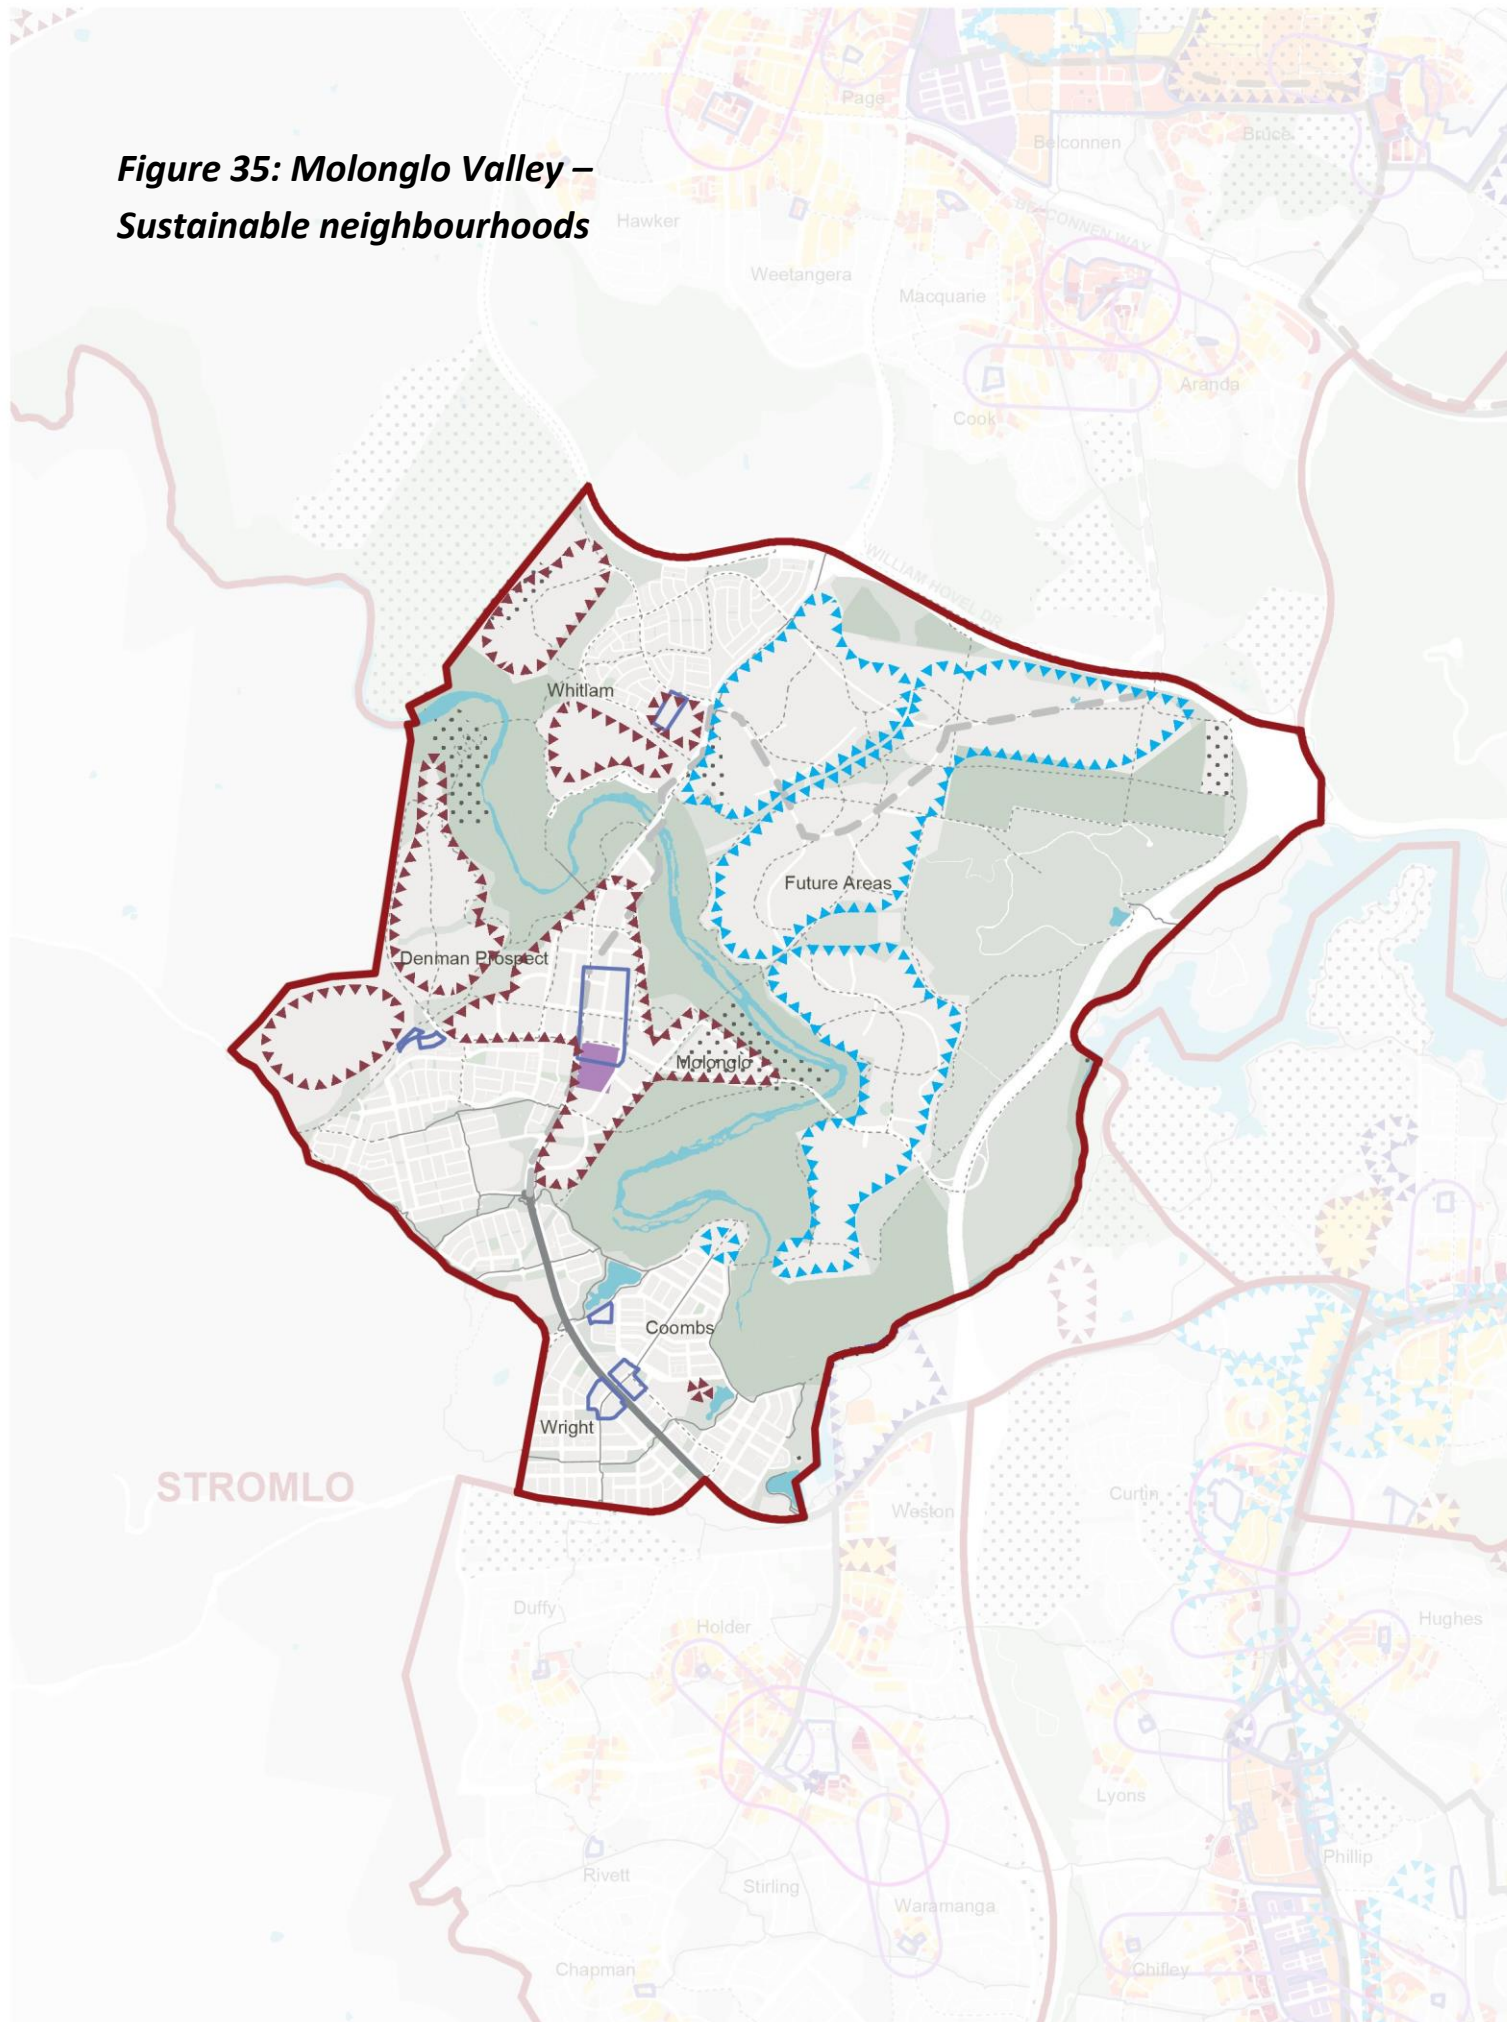 Figure 35: Molonglo Valley –
Sustainable neighbourhoods
Page
Belconnen
Bruce
Hawker
BELCONNEN WAY
Weetangera
Macquarie
Aranda
Cook
WILLIAM HOVEL DR
Whitlam
Future Areas
Denman Prospect
Molonglo
Coombs
Wright
STROMLO
Weston
Curtin
Duffy
Holder
Hughes
Lyons
Phillip
Rivett
Stirling
Waramanga
Chapman
Chifley